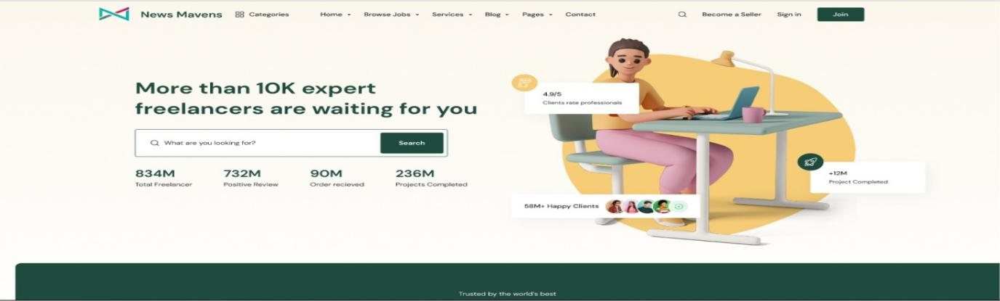 News Mavens
Categories
Home
Browse Jobs
Services
Blog
Pages
Contact
Become a Seller
Sign in
Join
More than 10K expert
freelancers are waiting for you
What are you looking for?
Search
834M
Total Freelancer
732M
Positive Review
90M
Order recieved
236M
Projects Completed
4.9/5
Clients rate professionals
+12M
Project Completed
58M+ Happy Clients
Trusted by the world's best